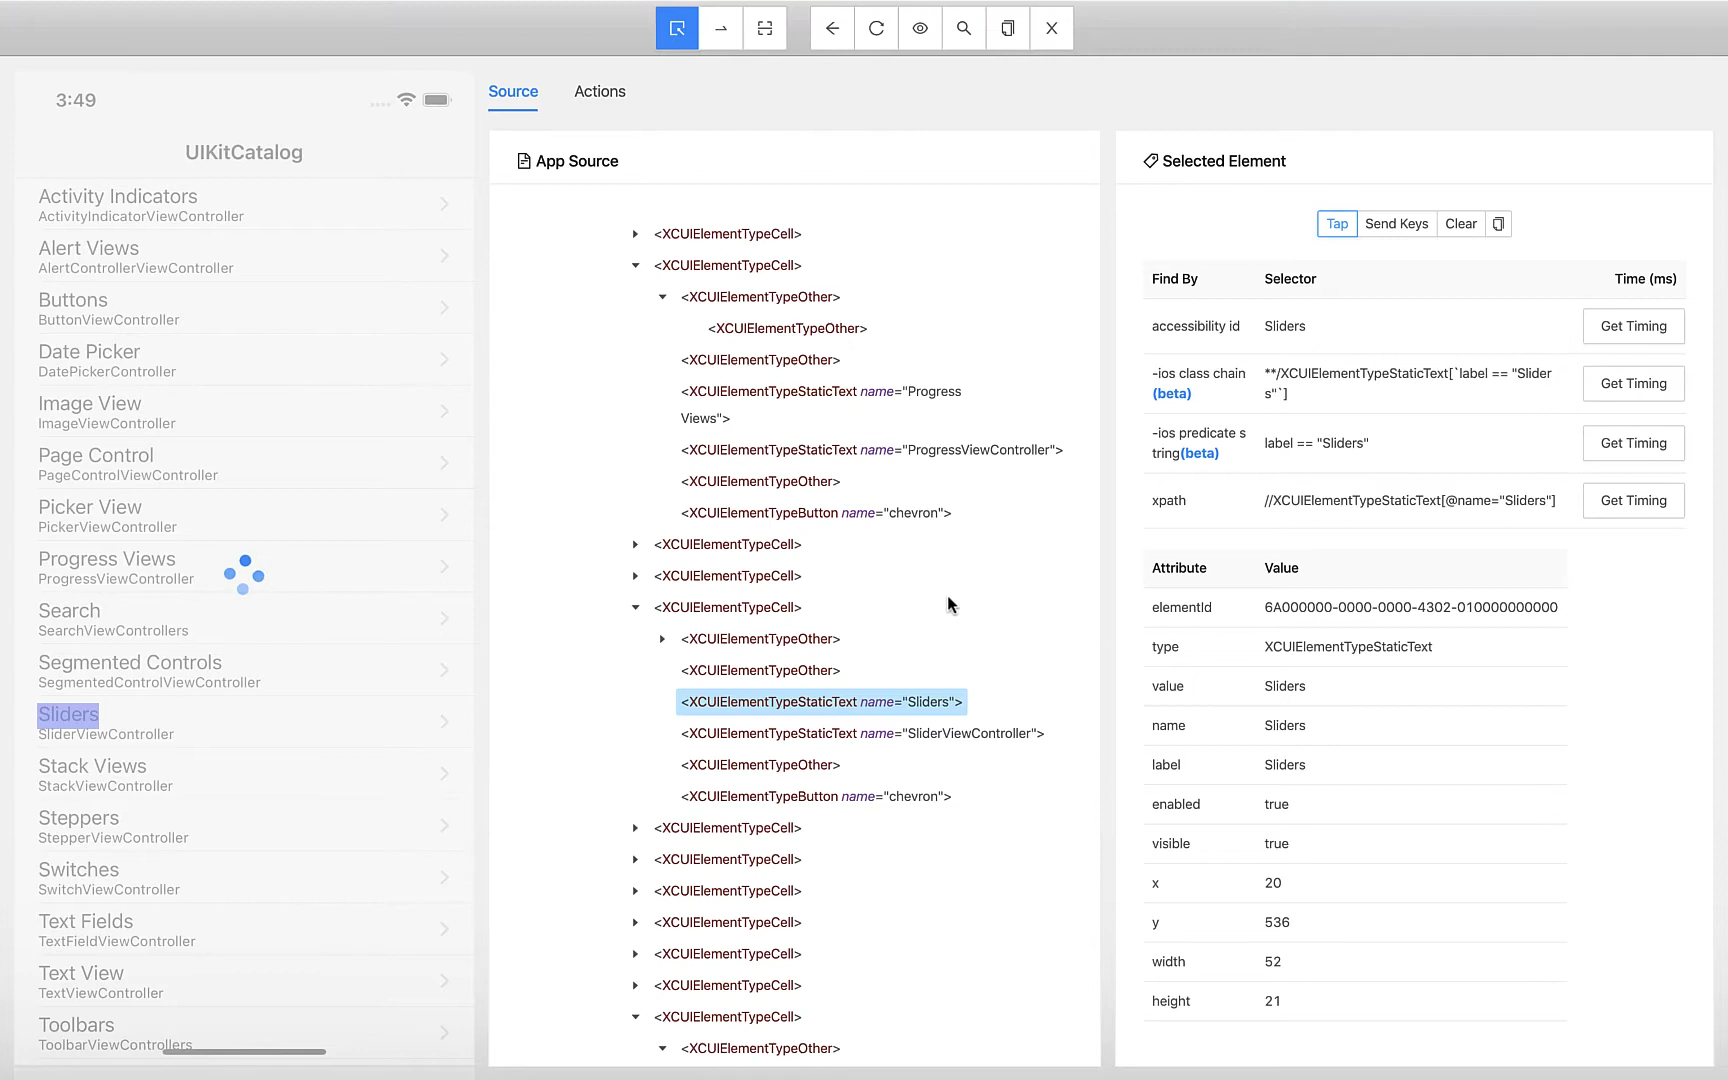 3:49
UIKitCatalog
Activity Indicators
ActivityIndicatorViewController
Alert Views
AlertControllerViewController
Buttons
ButtonViewController
Date Picker
DatePickerController
Image View
ImageViewController
Page Control
PageControlViewController
Picker View
PickerViewController
Progress Views
ProgressViewController
Search
SearchViewControllers
Segmented Controls
SegmentedControlViewController
Sliders
SliderViewController
Stack Views
StackViewController
Steppers
StepperViewController
Switches
SwitchViewController
Text Fields
TextFieldViewController
Text View
TextViewController
Toolbars
ToolbarViewControllers
Source Actions
App Source
<XCUIElementTypeCell>
<XCUIElementTypeCell>
<XCUIElementTypeOther>
<XCUIElementTypeOther>
<XCUIElementTypeOther>
<XCUIElementTypeStaticText name="Progress
Views">
<XCUIElementTypeStaticText name="ProgressViewController">
<XCUIElementTypeOther>
<XCUIElementTypeButton name="chevron">
<XCUIElementTypeCell>
<XCUIElementTypeCell>
<XCUIElementTypeCell>
<XCUIElementTypeOther>
<XCUIElementTypeOther>
<XCUIElementTypeStaticText name="Sliders">
<XCUIElementTypeStaticText name="SliderViewController">
<XCUIElementTypeOther>
<XCUIElementTypeButton name="chevron">
<XCUIElementTypeCell>
<XCUIElementTypeCell>
<XCUIElementTypeCell>
<XCUIElementTypeCell>
<XCUIElementTypeCell>
<XCUIElementTypeCell>
<XCUIElementTypeCell>
<XCUIElementTypeOther>
Selected Element
Tap Send Keys Clear
Find By Selector Time (ms)
accessibility id Sliders Get Timing
-ios class chain **/XCUIElementTypeStaticText[`label == "Slider Get Timing
(beta) s"`]
-ios predicate s label == "Sliders" Get Timing
tring(beta)
xpath //XCUIElementTypeStaticText[@name="Sliders"] Get Timing
Attribute Value
elementId 6A000000-0000-0000-4302-010000000000
type XCUIElementTypeStaticText
value Sliders
name Sliders
label Sliders
enabled true
visible true
x 20
y 536
width 52
height 21